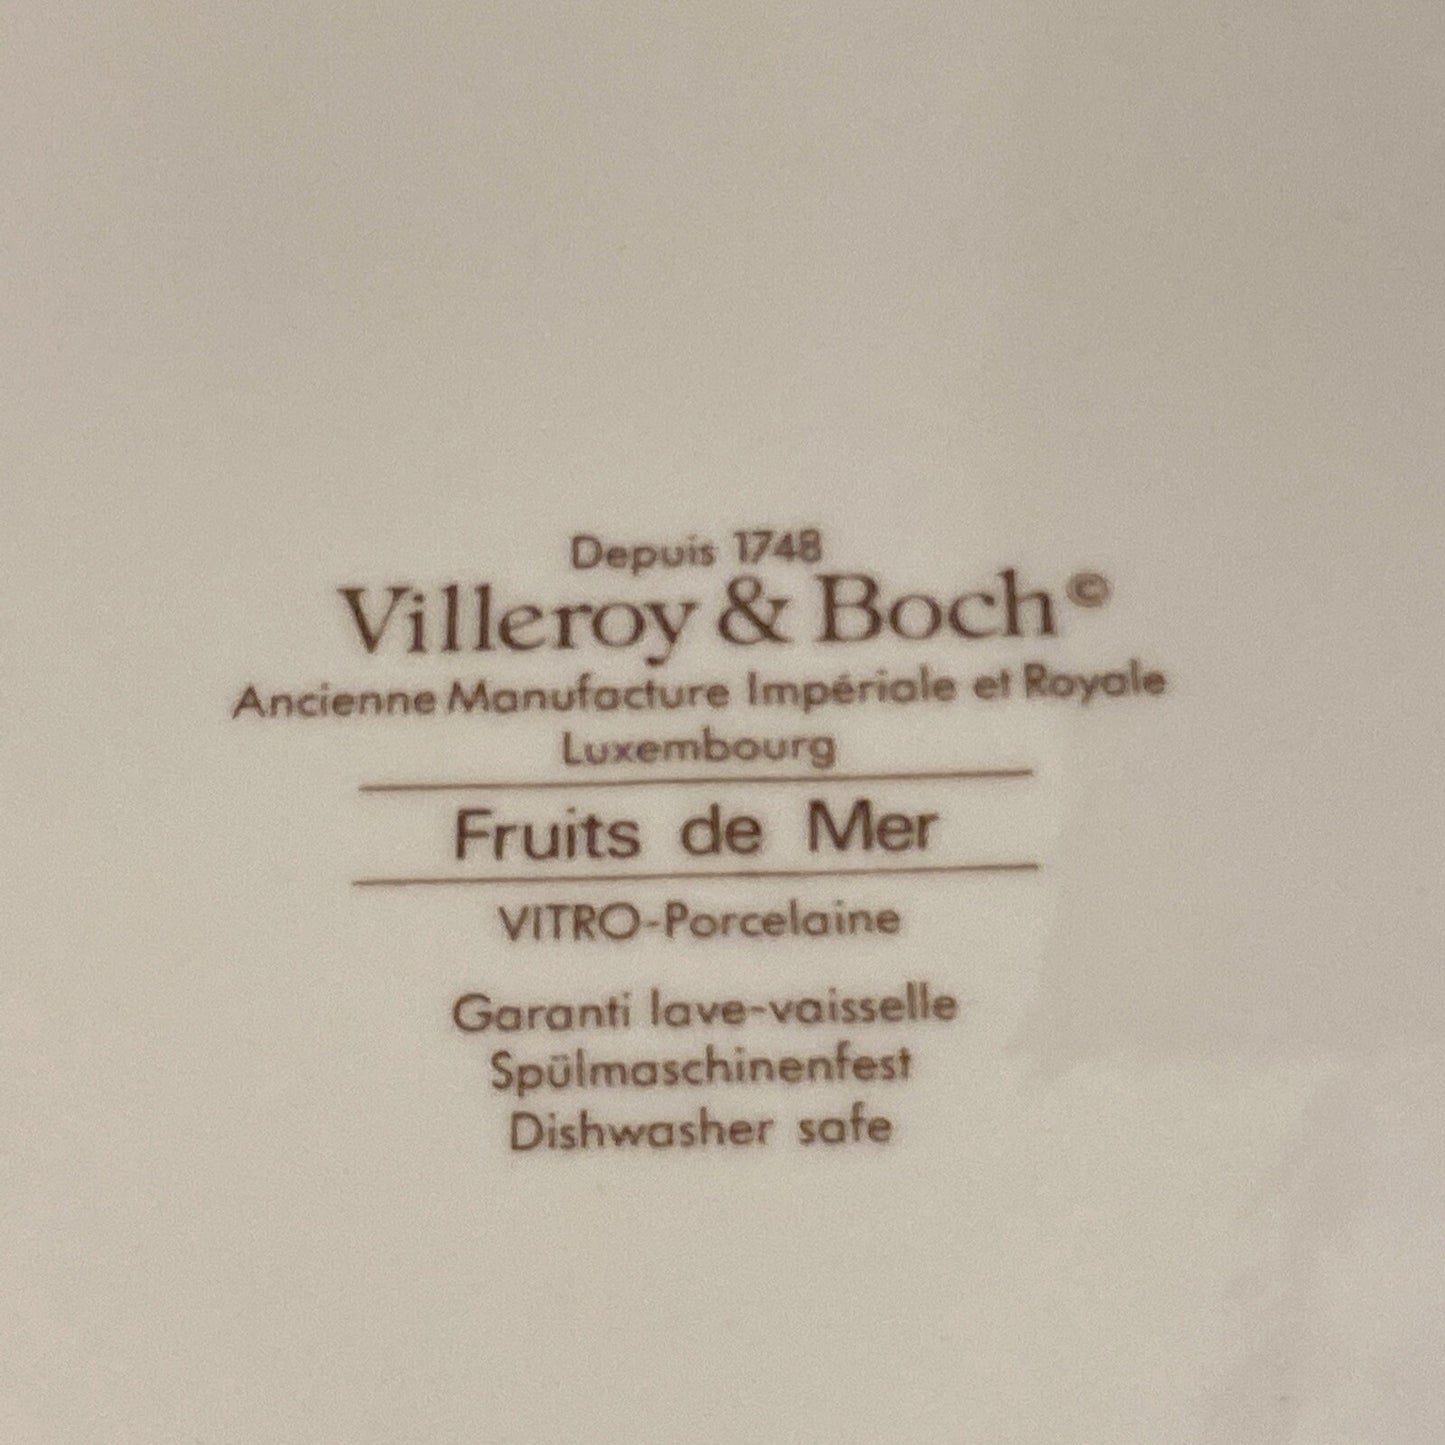 Depuis 1748
Villeroy & Boch©
Ancienne Manufacture Impériale et Royale
Luxembourg
Fruits de Mer
VITRO-Porcelaine
Garanti lave-vaisselle
Spülmaschinenfest
Dishwasher safe